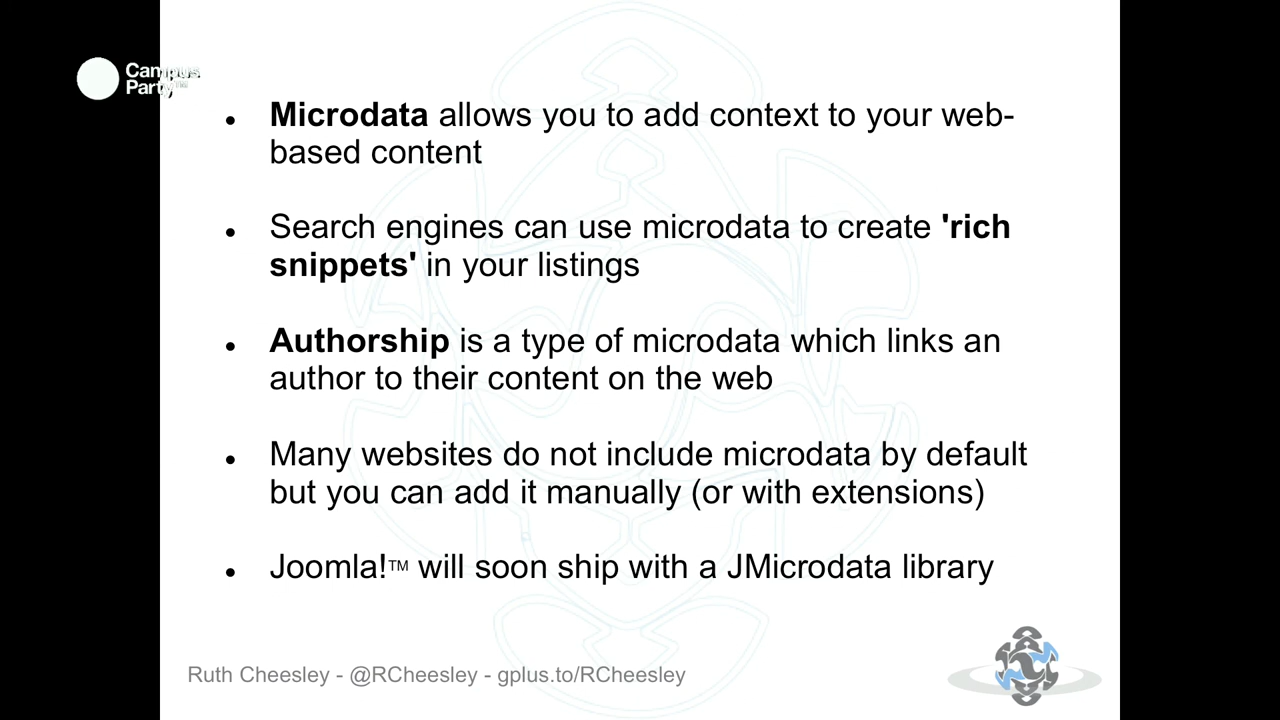 Campus
Party™
Microdata allows you to add context to your web-
based content
Search engines can use microdata to create 'rich
snippets' in your listings
Authorship is a type of microdata which links an
author to their content on the web
Many websites do not include microdata by default
but you can add it manually (or with extensions)
Joomla!™ will soon ship with a JMicrodata library
Ruth Cheesley - @RCheesley - gplus.to/RCheesley